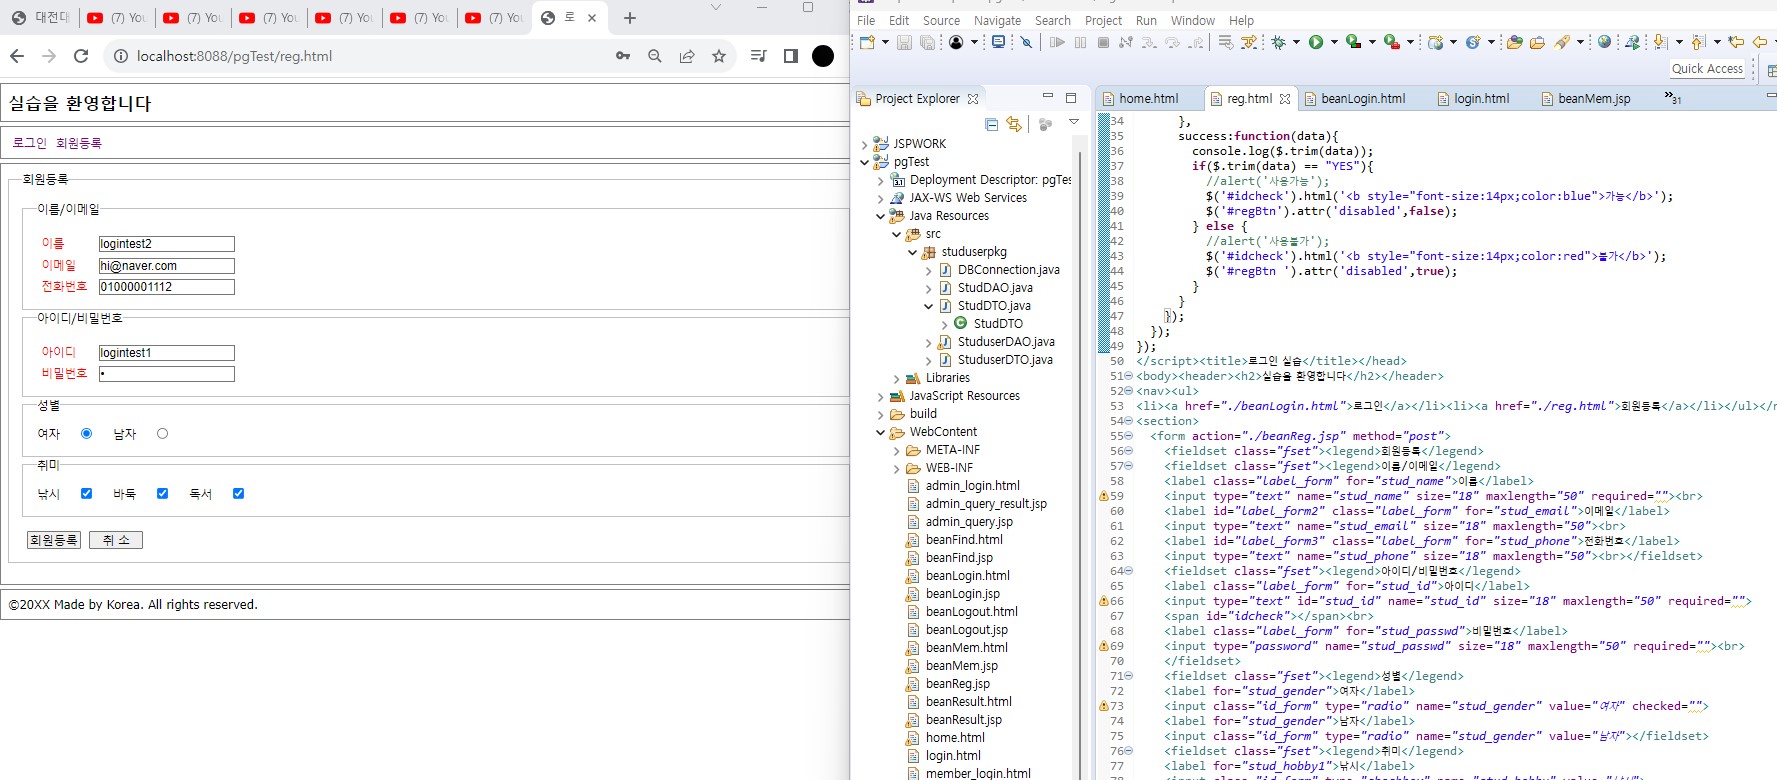 대전대
(7) You
(7) You
(7) You
(7) You
(7) You
(7) You
로
localhost:8088/pgTest/reg.html
실습을 환영합니다
로그인 회원등록
회원등록
이름/이메일
이름 logintest2
이메일 hi@naver.com
전화번호 01000001112
아이디/비밀번호
아이디 logintest1
비밀번호 •
성별
여자 남자
취미
낚시 바둑 독서
회원등록 취 소
©20XX Made by Korea. All rights reserved.
File Edit Source Navigate Search Project Run Window Help
Quick Access
Project Explorer
JSPWORK
pgTest
Deployment Descriptor: pgTes
JAX-WS Web Services
Java Resources
src
studuserpkg
DBConnection.java
StudDAO.java
StudDTO.java
StudDTO
StuduserDAO.java
StuduserDTO.java
Libraries
JavaScript Resources
build
WebContent
META-INF
WEB-INF
admin_login.html
admin_query_result.jsp
admin_query.jsp
beanFind.html
beanFind.jsp
beanLogin.html
beanLogin.jsp
beanLogout.html
beanLogout.jsp
beanMem.html
beanMem.jsp
beanReg.jsp
beanResult.html
beanResult.jsp
home.html
login.html
member_login.html
home.html reg.html beanLogin.html login.html beanMem.jsp »31
34 },
35 success:function(data){
36 console.log($.trim(data));
37 if($.trim(data) == "YES"){
38 //alert('사용가능');
39 $('#idcheck').html('<b style="font-size:14px;color:blue">가능</b>');
40 $('#regBtn').attr('disabled',false);
41 } else {
42 //alert('사용불가');
43 $('#idcheck').html('<b style="font-size:14px;color:red">불가</b>');
44 $('#regBtn ').attr('disabled',true);
45 }
46 }
47 });
48 });
49 });
50 </script><title>로그인 실습</title></head>
51 <body><header><h2>실습을 환영합니다</h2></header>
52 <nav><ul>
53 <li><a href="./beanLogin.html">로그인</a></li><li><a href="./reg.html">회원등록</a></li></ul></n
54 <section>
55 <form action="./beanReg.jsp" method="post">
56 <fieldset class="fset"><legend>회원등록</legend>
57 <fieldset class="fset"><legend>이름/이메일</legend>
58 <label class="label_form" for="stud_name">이름</label>
59 <input type="text" name="stud_name" size="18" maxlength="50" required=""><br>
60 <label id="label_form2" class="label_form" for="stud_email">이메일</label>
61 <input type="text" name="stud_email" size="18" maxlength="50"><br>
62 <label id="label_form3" class="label_form" for="stud_phone">전화번호</label>
63 <input type="text" name="stud_phone" size="18" maxlength="50"><br></fieldset>
64 <fieldset class="fset"><legend>아이디/비밀번호</legend>
65 <label class="label_form" for="stud_id">아이디</label>
66 <input type="text" id="stud_id" name="stud_id" size="18" maxlength="50" required="">
67 <span id="idcheck"></span><br>
68 <label class="label_form" for="stud_passwd">비밀번호</label>
69 <input type="password" name="stud_passwd" size="18" maxlength="50" required=""><br>
70 </fieldset>
71 <fieldset class="fset"><legend>성별</legend>
72 <label for="stud_gender">여자</label>
73 <input class="id_form" type="radio" name="stud_gender" value="여자" checked="">
74 <label for="stud_gender">남자</label>
75 <input class="id_form" type="radio" name="stud_gender" value="남자"></fieldset>
76 <fieldset class="fset"><legend>취미</legend>
77 <label for="stud_hobby1">낚시</label>